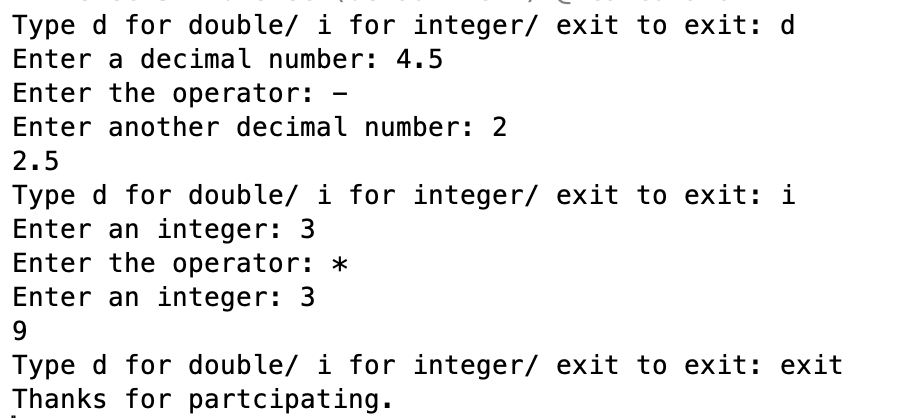 Type d for double/ i for integer/ exit to exit: d
Enter a decimal number: 4.5
Enter the operator: -
Enter another decimal number: 2
2.5
Type d for double/ i for integer/ exit to exit: i
Enter an integer: 3
Enter the operator: *
Enter an integer: 3
9
Type d for double/ i for integer/ exit to exit: exit
Thanks for partcipating.